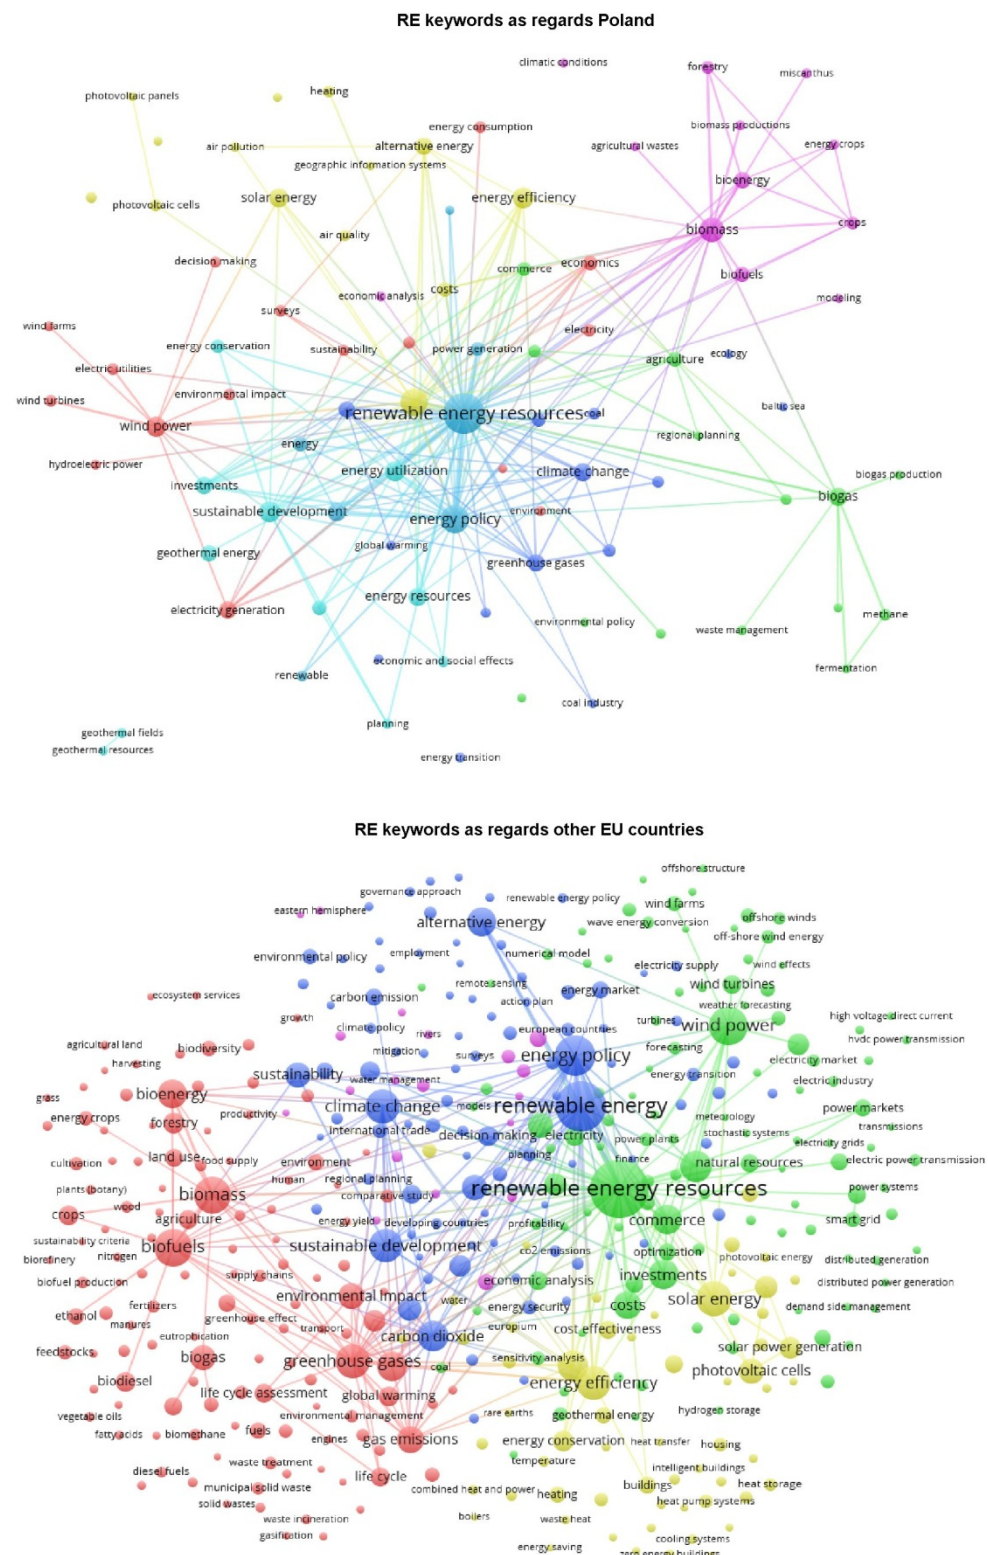 RE keywords as regards Poland
climatic conditions
forestry
miscanthus
photovoltaic panels
heating
energy consumption
biomass productions
air pollution
alternative energy
agricultural wastes
energy crops
geographic information systems
bioenergy
solar energy
energy efficiency
photovoltaic cells
crops
biomass
air quality
decision making
commerce
economics
biofuels
costs
economic analysis
modeling
surveys
wind farms
electricity
energy conservation
sustainability
power generation
agriculture
ecology
electric utilities
environmental impact
wind turbines
renewable energy resources
coal
baltic sea
wind power
regional planning
energy
hydroelectric power
energy utilization
climate change
biogas production
investments
biogas
sustainable development
energy policy
environment
global warming
geothermal energy
greenhouse gases
energy resources
electricity generation
methane
environmental policy
waste management
economic and social effects
fermentation
renewable
coal industry
planning
geothermal fields
geothermal resources
energy transition
RE keywords as regards other EU countries
offshore structure
governance approach
renewable energy policy
wind farms
eastern hemisphere
alternative energy
wave energy conversion
offshore winds
off-shore wind energy
environmental policy
employment
numerical model
electricity supply
wind effects
remote sensing
wind turbines
ecosystem services
carbon emission
action plan
energy market
weather forecasting
growth
climate policy
rivers
european countries
turbines
wind power
high voltage direct current
hvdc power transmission
agricultural land
biodiversity
mitigation
surveys
energy policy
forecasting
electricity market
harvesting
sustainability
water management
energy transition
electric industry
grass
bioenergy
climate change
models
renewable energy
power markets
energy crops
forestry
productivity
international trade
decision making
electricity
meteorology
power plants
stochastic systems
transmissions
electricity grids
land use
food supply
environment
planning
finance
natural resources
electric power transmission
cultivation
human
regional planning
plants (botany)
biomass
comparative study
renewable energy resources
power systems
wood
crops
agriculture
energy yield
developing countries
profitability
commerce
smart grid
sustainability criteria
biofuels
sustainable development
co2 emissions
optimization
photovoltaic energy
distributed generation
biorefinery
nitrogen
supply chains
economic analysis
investments
distributed power generation
biofuel production
environmental impact
water
energy security
costs
solar energy
demand side management
fertilizers
ethanol
manures
greenhouse effect
transport
europium
cost effectiveness
eutrophication
carbon dioxide
solar power generation
feedstocks
biogas
greenhouse gases
coal
sensitivity analysis
photovoltaic cells
biodiesel
life cycle assessment
global warming
energy efficiency
vegetable oils
environmental management
rare earths
geothermal energy
hydrogen storage
fatty acids
biomethane
fuels
engines
gas emissions
energy conservation
heat transfer
housing
waste treatment
temperature
intelligent buildings
diesel fuels
life cycle
municipal solid waste
combined heat and power
heating
buildings
heat storage
solid wastes
heat pump systems
waste incineration
boilers
waste heat
gasification
cooling systems
energy saving
zero energy buildings